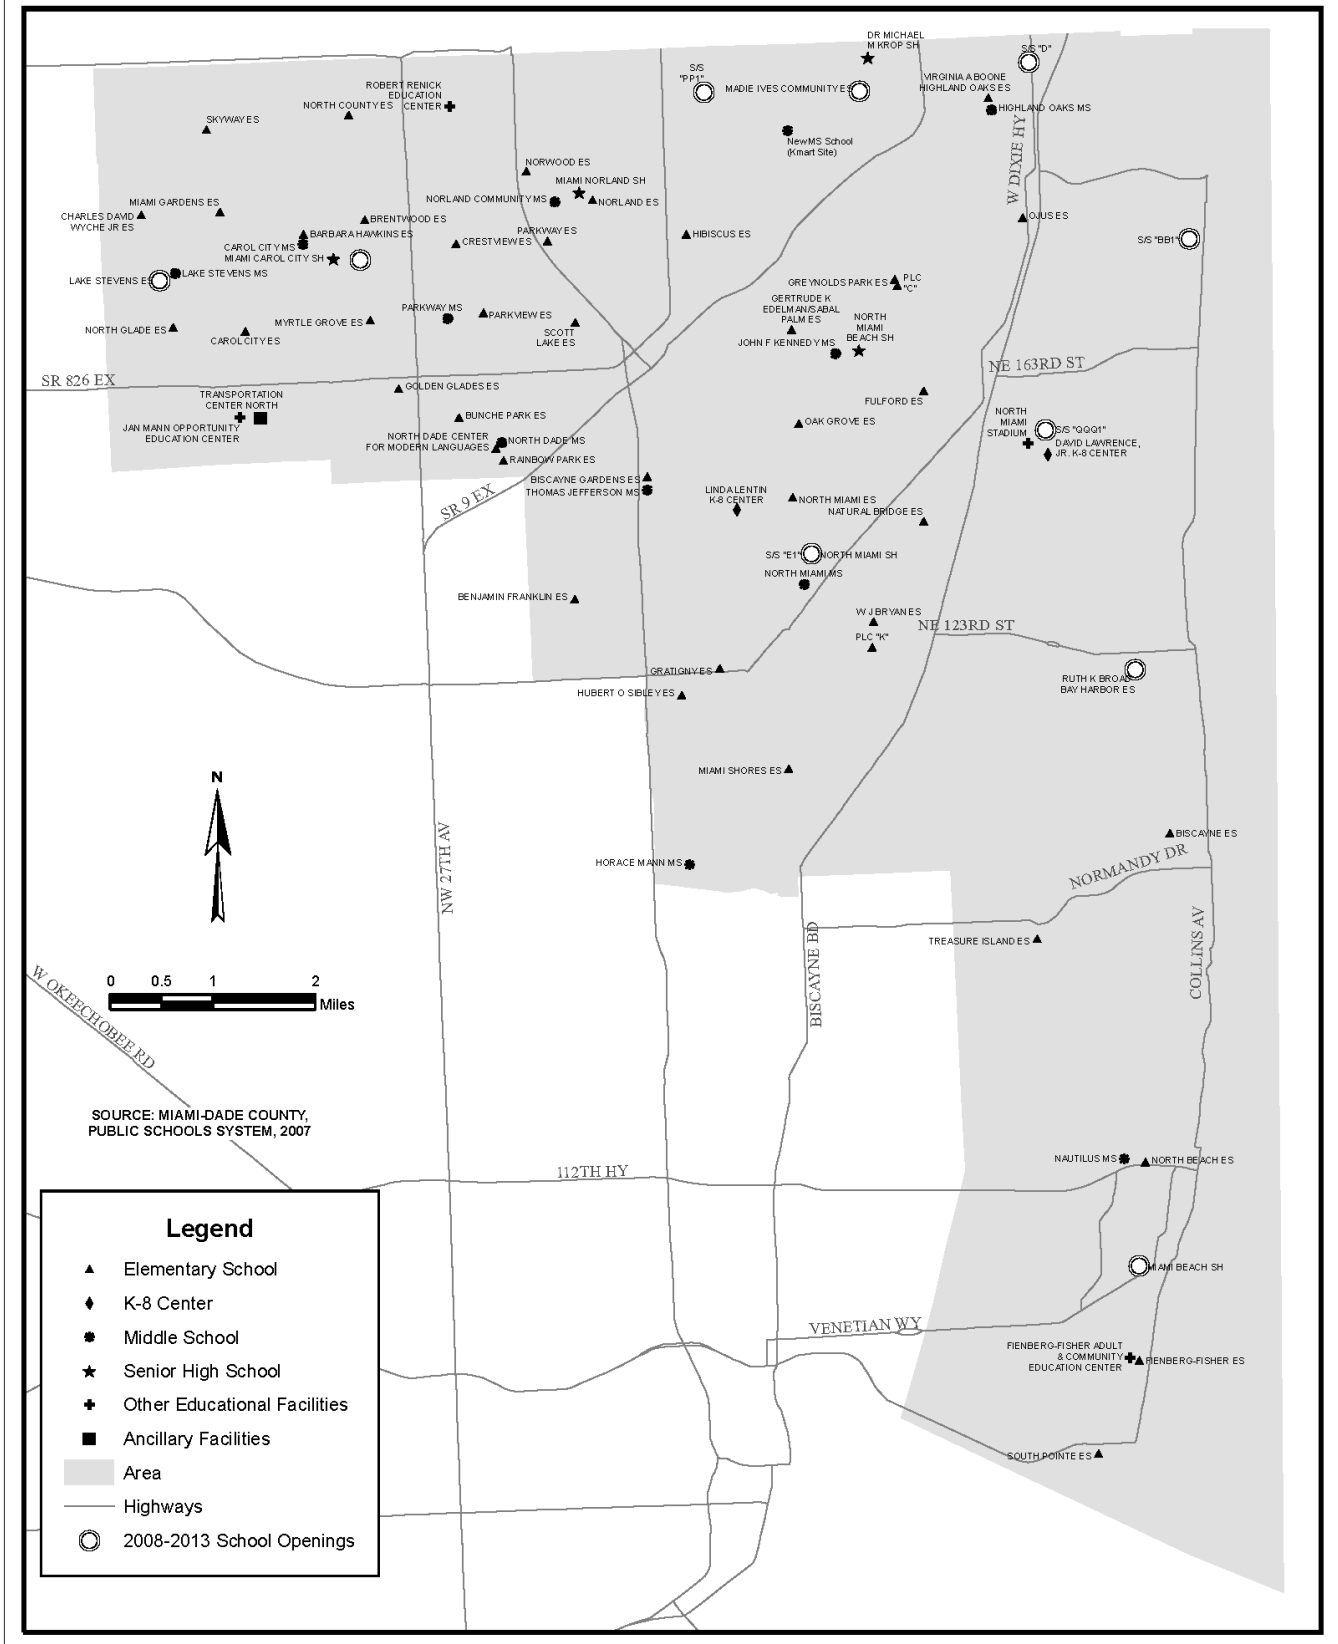 DR MICHAEL
M KROP SH
S/S "D"
S/S
"PP1"
MADIE IVES COMMUNITY ES
VIRGINIA A BOONE
HIGHLAND OAKS ES
HIGHLAND OAKS MS
ROBERT RENICK
EDUCATION
CENTER
NORTH COUNTY ES
SKYWAY ES
New MS School
(Kmart Site)
W DIXIE HY
NORWOOD ES
MIAMI NORLAND SH
NORLAND COMMUNITY MS
NORLAND ES
MIAMI GARDENS ES
CHARLES DAVID
WYCHE JR ES
BRENTWOOD ES
BARBARA HAWKINS ES
CAROL CITY MS
MIAMI CAROL CITY SH
CRESTVIEW ES
PARKWAY ES
HIBISCUS ES
OJUS ES
S/S "BB1"
LAKE STEVENS ES
LAKE STEVENS MS
GREYNOLDS PARK ES
PLC
"C"
GERTRUDE K
EDELMAN/SABAL
PALM ES
NORTH
MIAMI
BEACH SH
JOHN F KENNEDY MS
PARKWAY MS
PARKVIEW ES
SCOTT
LAKE ES
NORTH GLADE ES
CAROL CITY ES
MYRTLE GROVE ES
SR 826 EX
NE 163RD ST
GOLDEN GLADES ES
TRANSPORTATION
CENTER NORTH
JAN MANN OPPORTUNITY
EDUCATION CENTER
BUNCHE PARK ES
NORTH DADE CENTER
FOR MODERN LANGUAGES
NORTH DADE MS
RAINBOW PARK ES
FULFORD ES
OAK GROVE ES
NORTH
MIAMI
STADIUM
S/S "QQQ1"
DAVID LAWRENCE,
JR. K-8 CENTER
BISCAYNE GARDENS ES
THOMAS JEFFERSON MS
SR 9 EX
LINDA LENTIN
K-8 CENTER
NORTH MIAMI ES
NATURAL BRIDGE ES
S/S "E1"
NORTH MIAMI SH
NORTH MIAMI MS
BENJAMIN FRANKLIN ES
W J BRYAN ES
PLC "K"
NE 123RD ST
GRATIGNY ES
HUBERT O SIBLEY ES
RUTH K BROAD
BAY HARBOR ES
MIAMI SHORES ES
N
BISCAYNE ES
NORMANDY DR
HORACE MANN MS
NW 27TH AV
TREASURE ISLAND ES
BISCAYNE BD
COLLINS AV
0 0.5 1 2
Miles
W OKEECHOBEE RD
SOURCE: MIAMI-DADE COUNTY,
PUBLIC SCHOOLS SYSTEM, 2007
112TH HY
NAUTILUS MS
NORTH BEACH ES
MIAMI BEACH SH
VENETIAN WY
FIENBERG-FISHER ADULT
& COMMUNITY
EDUCATION CENTER
FIENBERG-FISHER ES
SOUTH POINTE ES
Legend
Elementary School
K-8 Center
Middle School
Senior High School
Other Educational Facilities
Ancillary Facilities
Area
Highways
2008-2013 School Openings